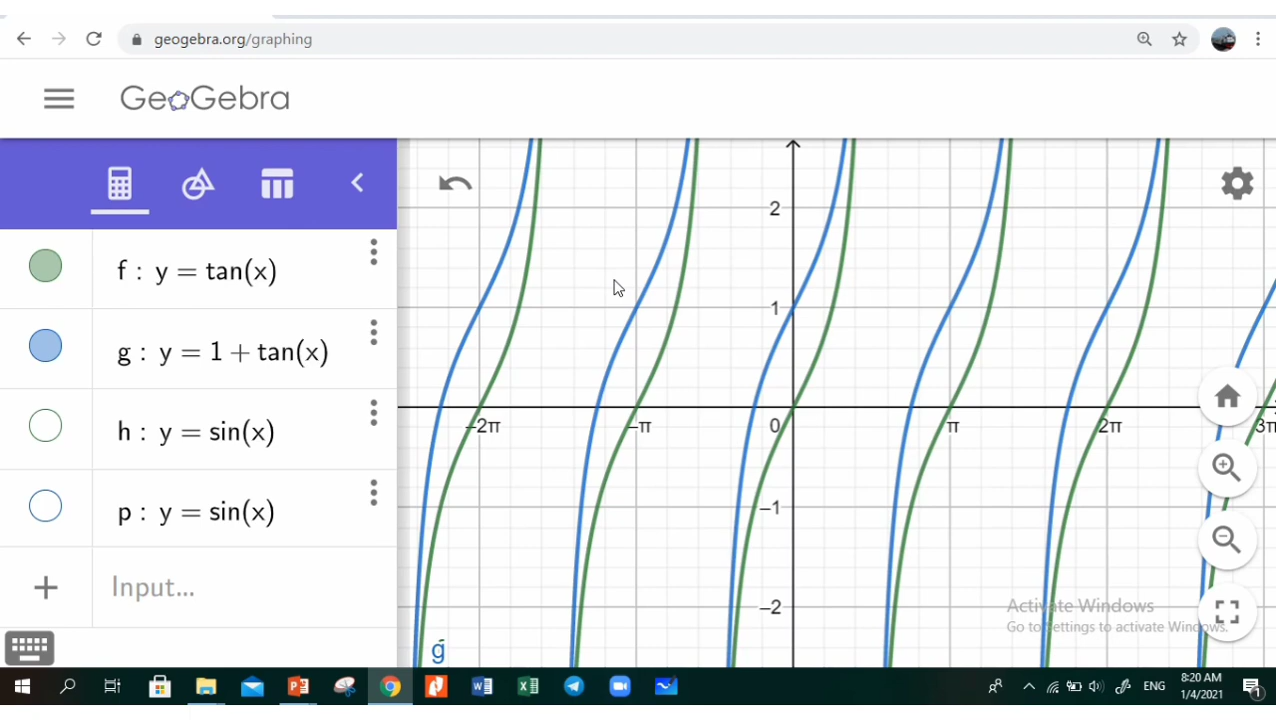 geogebra.org/graphing
GeoGebra
f : y = tan(x)
g : y = 1 + tan(x)
h : y = sin(x)
p : y = sin(x)
Input...
2
1
-2π
-π
0
π
2π
3π
-1
-2
g
Activate Windows
Go to Settings to activate Windows.
ENG
8:20 AM
1/4/2021
1